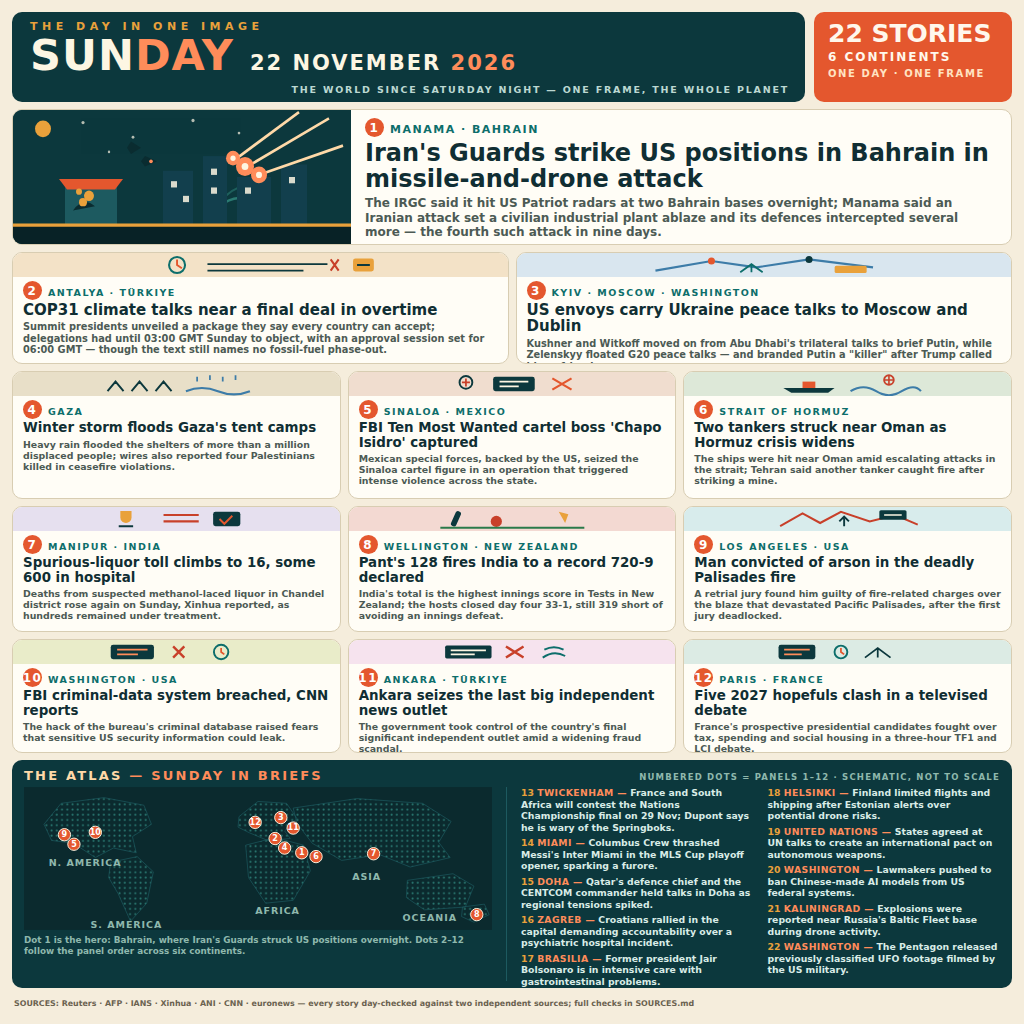 THE DAY IN ONE IMAGE
SUNDAY 22 NOVEMBER 2026
THE WORLD SINCE SATURDAY NIGHT — ONE FRAME, THE WHOLE PLANET
22 STORIES
6 CONTINENTS
ONE DAY · ONE FRAME
1 MANAMA · BAHRAIN
Iran's Guards strike US positions in Bahrain in
missile-and-drone attack
The IRGC said it hit US Patriot radars at two Bahrain bases overnight; Manama said an
Iranian attack set a civilian industrial plant ablaze and its defences intercepted several
more — the fourth such attack in nine days.
2 ANTALYA · TÜRKIYE
COP31 climate talks near a final deal in overtime
Summit presidents unveiled a package they say every country can accept;
delegations had until 03:00 GMT Sunday to object, with an approval session set for
06:00 GMT — though the text still names no fossil-fuel phase-out.
3 KYIV · MOSCOW · WASHINGTON
US envoys carry Ukraine peace talks to Moscow and
Dublin
Kushner and Witkoff moved on from Abu Dhabi's trilateral talks to brief Putin, while
Zelenskyy floated G20 peace talks — and branded Putin a "killer" after Trump called
4 GAZA
Winter storm floods Gaza's tent camps
Heavy rain flooded the shelters of more than a million
displaced people; wires also reported four Palestinians
killed in ceasefire violations.
5 SINALOA · MEXICO
FBI Ten Most Wanted cartel boss 'Chapo
Isidro' captured
Mexican special forces, backed by the US, seized the
Sinaloa cartel figure in an operation that triggered
intense violence across the state.
6 STRAIT OF HORMUZ
Two tankers struck near Oman as
Hormuz crisis widens
The ships were hit near Oman amid escalating attacks in
the strait; Tehran said another tanker caught fire after
striking a mine.
7 MANIPUR · INDIA
Spurious-liquor toll climbs to 16, some
600 in hospital
Deaths from suspected methanol-laced liquor in Chandel
district rose again on Sunday, Xinhua reported, as
hundreds remained under treatment.
8 WELLINGTON · NEW ZEALAND
Pant's 128 fires India to a record 720-9
declared
India's total is the highest innings score in Tests in New
Zealand; the hosts closed day four 33-1, still 319 short of
avoiding an innings defeat.
9 LOS ANGELES · USA
Man convicted of arson in the deadly
Palisades fire
A retrial jury found him guilty of fire-related charges over
the blaze that devastated Pacific Palisades, after the first
jury deadlocked.
10 WASHINGTON · USA
FBI criminal-data system breached, CNN
reports
The hack of the bureau's criminal database raised fears
that sensitive US security information could leak.
11 ANKARA · TÜRKIYE
Ankara seizes the last big independent
news outlet
The government took control of the country's final
significant independent outlet amid a widening fraud
scandal.
12 PARIS · FRANCE
Five 2027 hopefuls clash in a televised
debate
France's prospective presidential candidates fought over
tax, spending and social housing in a three-hour TF1 and
LCI debate.
THE ATLAS — SUNDAY IN BRIEFS
NUMBERED DOTS = PANELS 1–12 · SCHEMATIC, NOT TO SCALE
12 3 11
9 10 5 2 4 1 6 7
N. AMERICA
ASIA
AFRICA
OCEANIA 8
S. AMERICA
Dot 1 is the hero: Bahrain, where Iran's Guards struck US positions overnight. Dots 2–12
follow the panel order across six continents.
13 TWICKENHAM — France and South
Africa will contest the Nations
Championship final on 29 Nov; Dupont says
he is wary of the Springboks.
14 MIAMI — Columbus Crew thrashed
Messi's Inter Miami in the MLS Cup playoff
opener, sparking a furore.
15 DOHA — Qatar's defence chief and the
CENTCOM commander held talks in Doha as
regional tensions spiked.
16 ZAGREB — Croatians rallied in the
capital demanding accountability over a
psychiatric hospital incident.
17 BRASILIA — Former president Jair
Bolsonaro is in intensive care with
gastrointestinal problems.
18 HELSINKI — Finland limited flights and
shipping after Estonian alerts over
potential drone risks.
19 UNITED NATIONS — States agreed at
UN talks to create an international pact on
autonomous weapons.
20 WASHINGTON — Lawmakers pushed to
ban Chinese-made AI models from US
federal systems.
21 KALININGRAD — Explosions were
reported near Russia's Baltic Fleet base
during drone activity.
22 WASHINGTON — The Pentagon released
previously classified UFO footage filmed by
the US military.
SOURCES: Reuters · AFP · IANS · Xinhua · ANI · CNN · euronews — every story day-checked against two independent sources; full checks in SOURCES.md